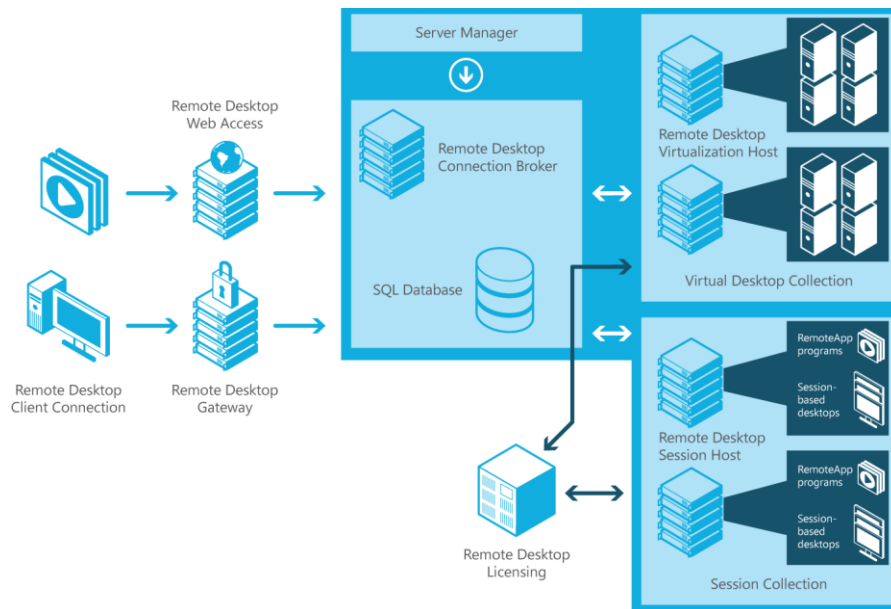 Server Manager
Remote Desktop
Web Access
Remote Desktop
Connection Broker
SQL Database
Remote Desktop
Client Connection
Remote Desktop
Gateway
Remote Desktop
Licensing
Remote Desktop
Virtualization Host
Virtual Desktop Collection
RemoteApp
programs
Session-
based
desktops
Remote Desktop
Session Host
RemoteApp
programs
Session-
based
desktops
Session Collection